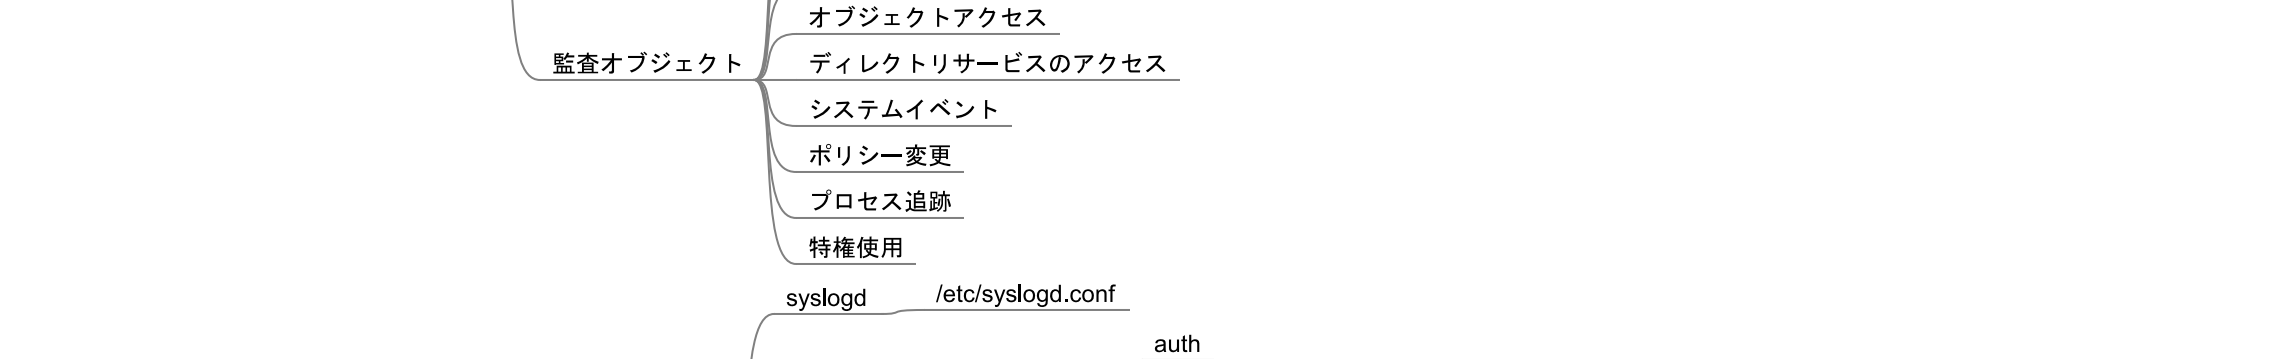 オブジェクトアクセス
監査オブジェクト
ディレクトリサービスのアクセス
システムイベント
ポリシー変更
プロセス追跡
特権使用
syslogd
/etc/syslogd.conf
auth